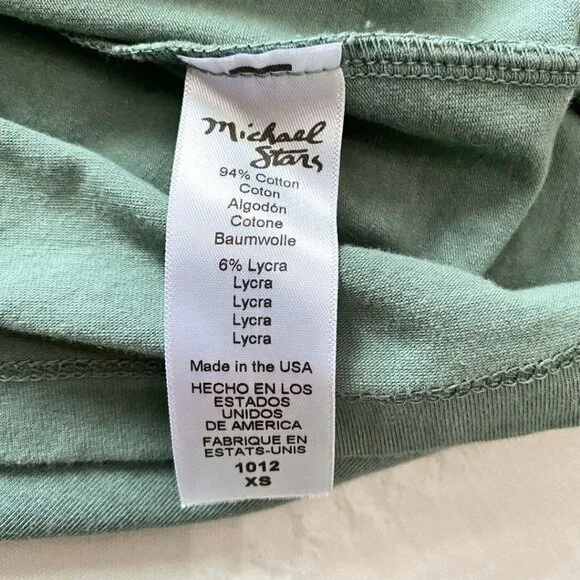 Michael
Stars
94% Cotton
Coton
Algodón
Cotone
Baumwolle
6% Lycra
Lycra
Lycra
Lycra
Lycra
Made in the USA
HECHO EN LOS
ESTADOS
UNIDOS
DE AMERICA
FABRIQUE EN
ESTATS-UNIS
1012
XS